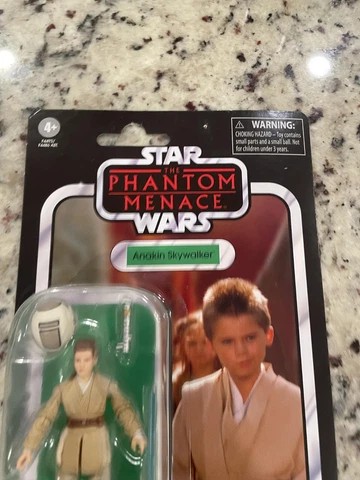 4+
WARNING:
CHOKING HAZARD – Toy contains
small parts and a small ball. Not
for children under 3 years.
STAR
THE
PHANTOM
MENACE
WARS
Anakin Skywalker